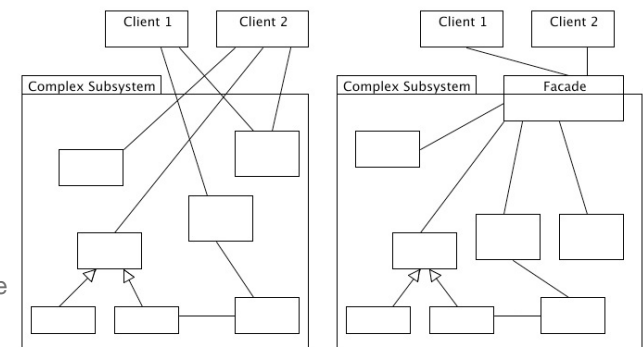 Client 1
Client 2
Complex Subsystem
Client 1
Client 2
Complex Subsystem
Facade
e